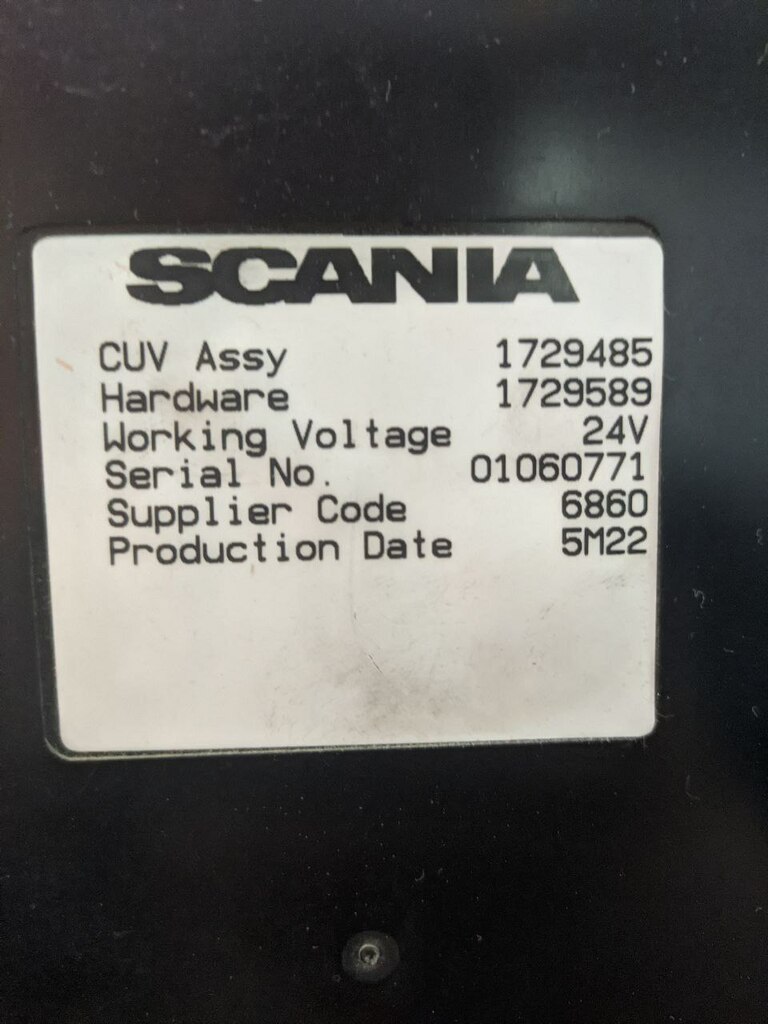 SCANIA
CUV Assy 1729485
Hardware 1729589
Working Voltage 24V
Serial No. 01060771
Supplier Code 6860
Production Date 5M22